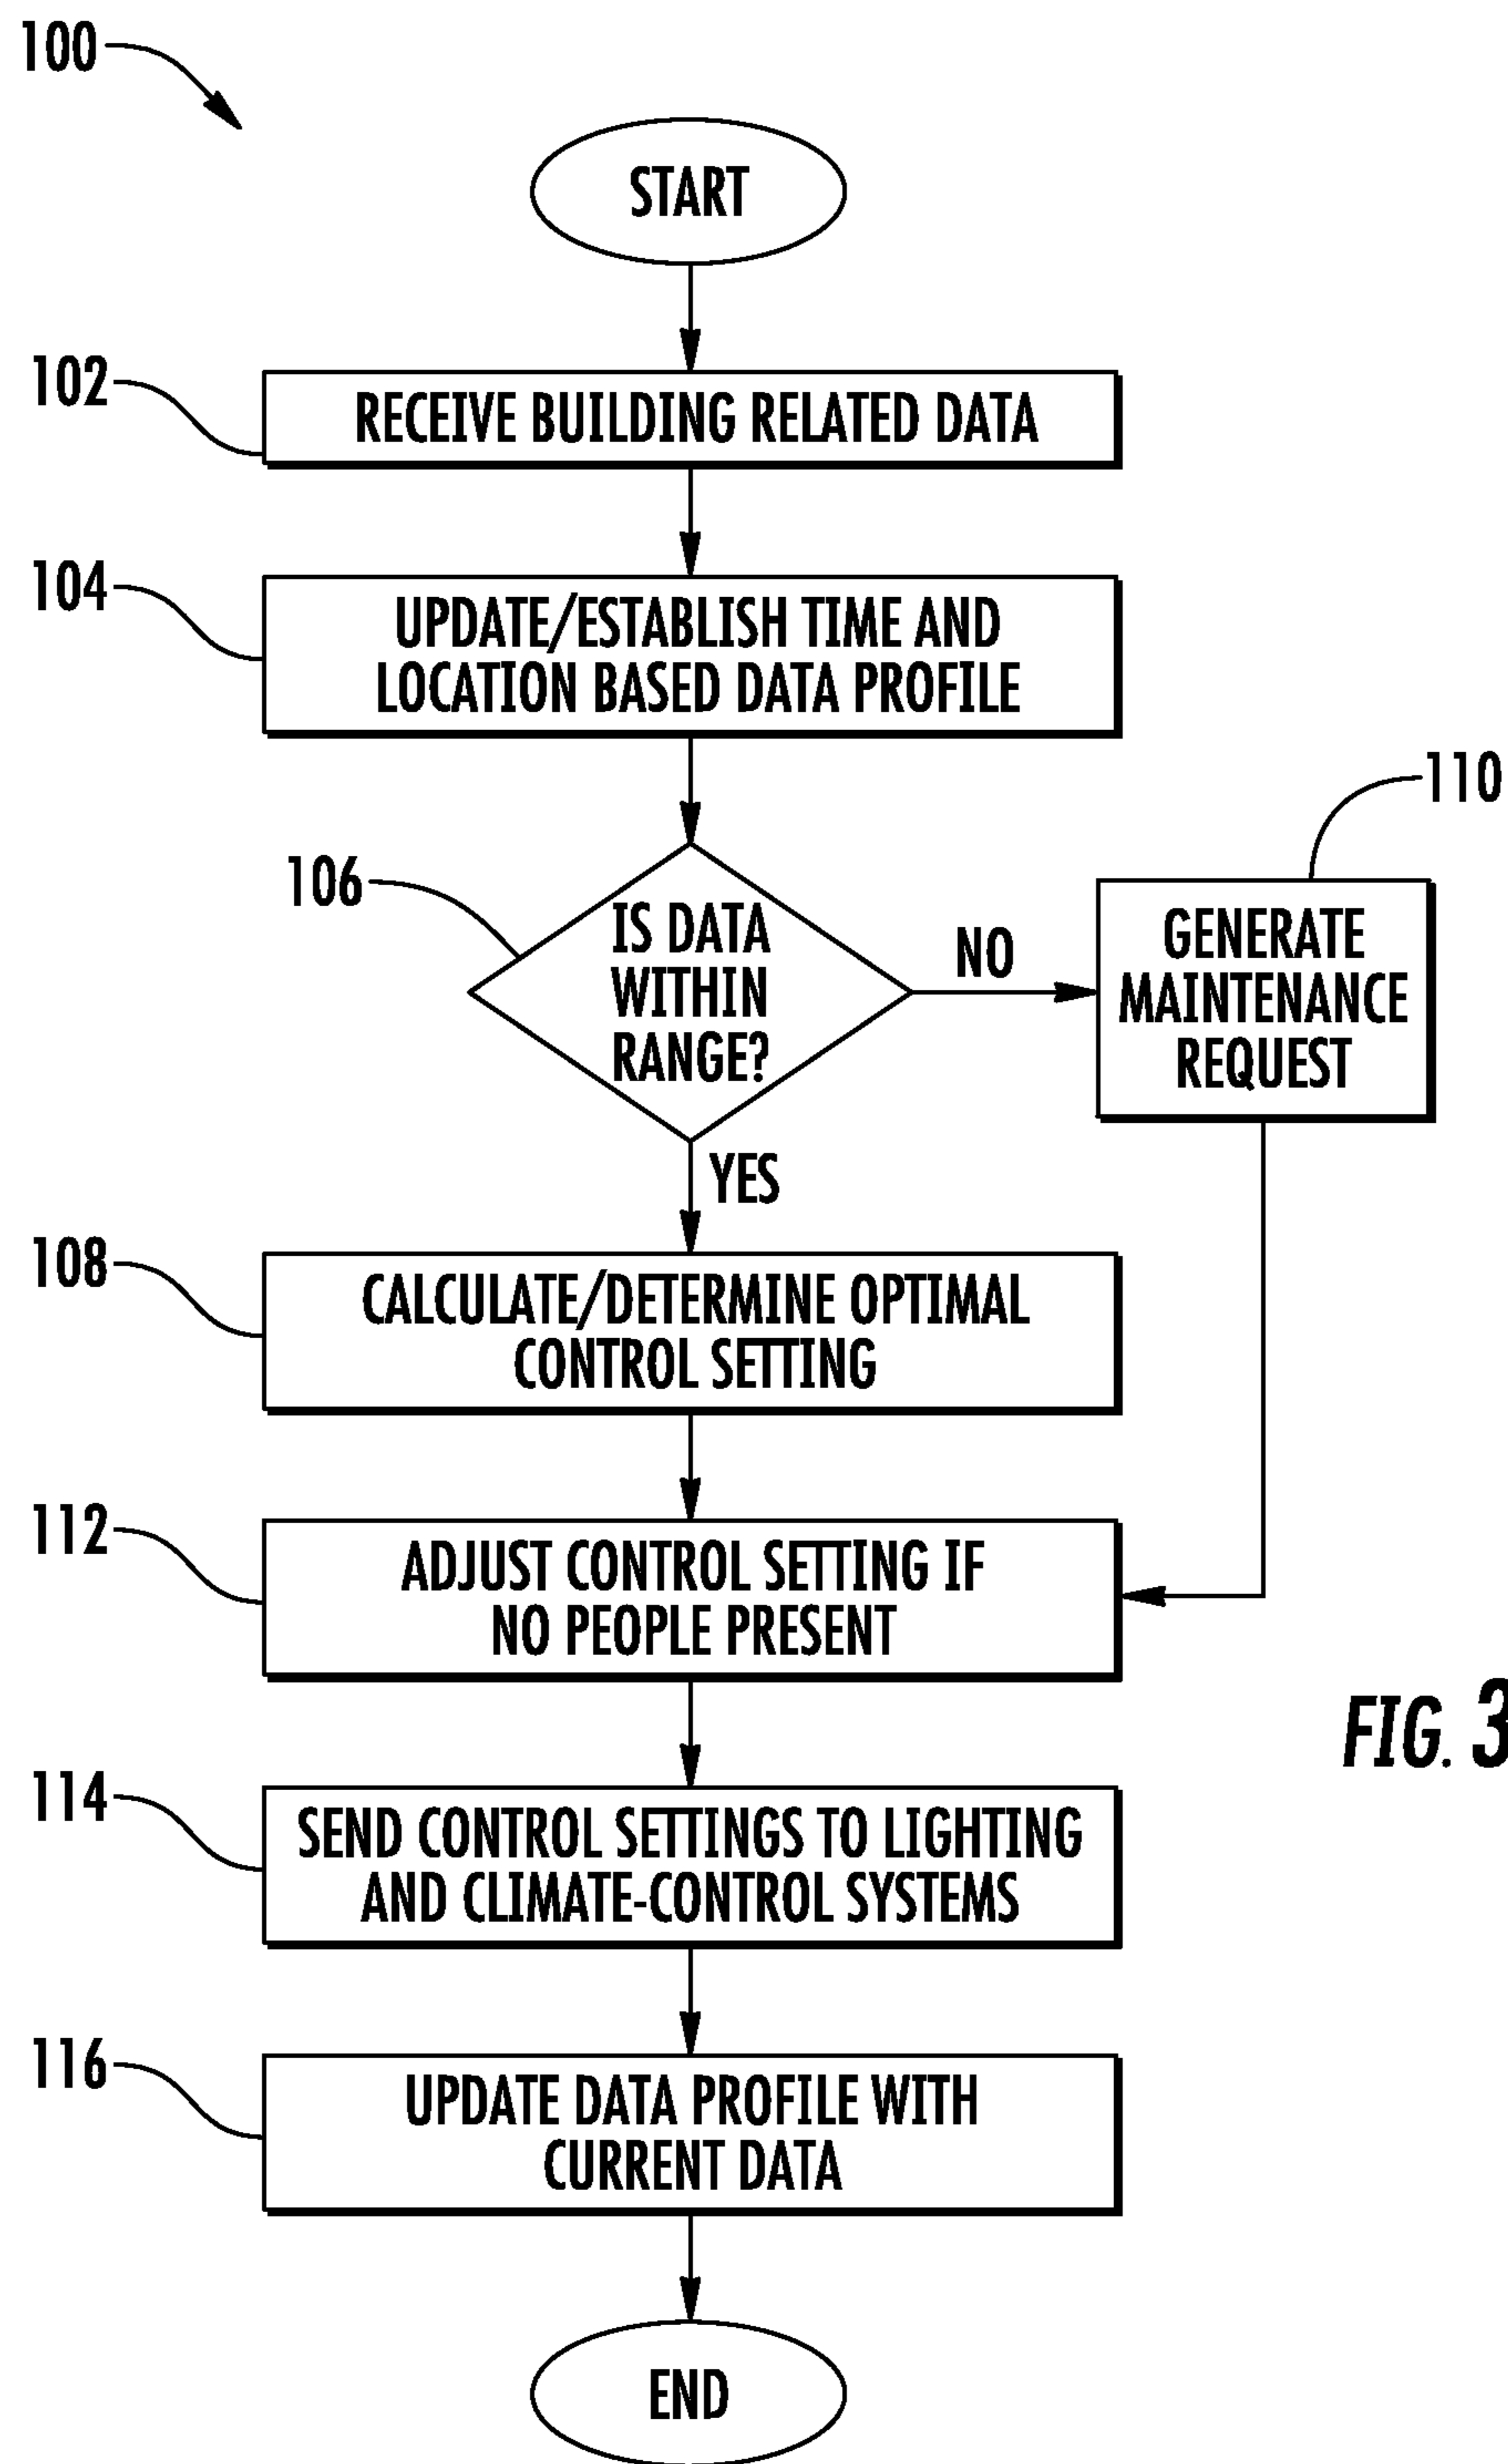 100
START
102
RECEIVE BUILDING RELATED DATA
104
UPDATE/ESTABLISH TIME AND
LOCATION BASED DATA PROFILE
110
106
IS DATA
WITHIN
RANGE?
NO
GENERATE
MAINTENANCE
REQUEST
YES
108
CALCULATE/DETERMINE OPTIMAL
CONTROL SETTING
112
ADJUST CONTROL SETTING IF
NO PEOPLE PRESENT
FIG. 3
114
SEND CONTROL SETTINGS TO LIGHTING
AND CLIMATE-CONTROL SYSTEMS
116
UPDATE DATA PROFILE WITH
CURRENT DATA
END